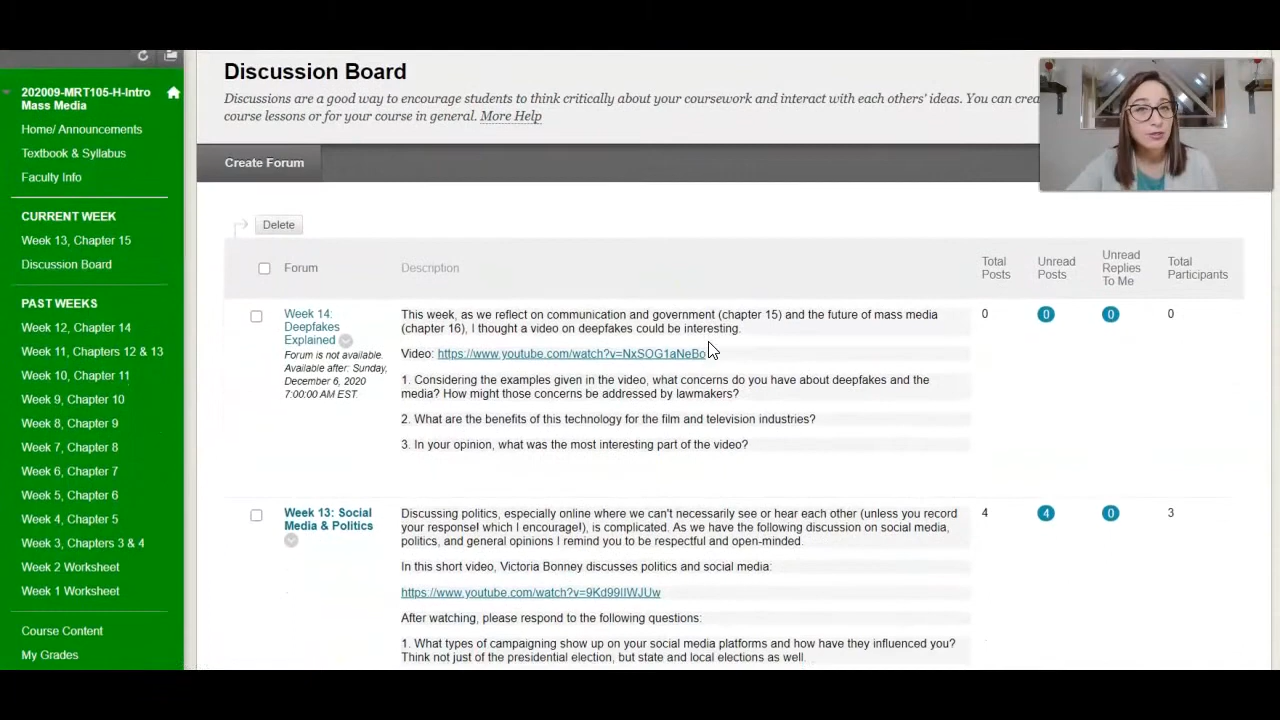 202009-MRT105-H-Intro
Mass Media
Home/ Announcements
Textbook & Syllabus
Faculty Info
CURRENT WEEK
Week 13, Chapter 15
Discussion Board
PAST WEEKS
Week 12, Chapter 14
Week 11, Chapters 12 & 13
Week 10, Chapter 11
Week 9, Chapter 10
Week 8, Chapter 9
Week 7, Chapter 8
Week 6, Chapter 7
Week 5, Chapter 6
Week 4, Chapter 5
Week 3, Chapters 3 & 4
Week 2 Worksheet
Week 1 Worksheet
Course Content
My Grades
Discussion Board
Discussions are a good way to encourage students to think critically about your coursework and interact with each others' ideas. You can crea
course lessons or for your course in general. More Help
Create Forum
Delete
Forum
Description
Total
Posts
Unread
Posts
Unread
Replies
To Me
Total
Participants
Week 14:
Deepfakes
Explained
Forum is not available.
Available after: Sunday,
December 6, 2020
7:00:00 AM EST.
This week, as we reflect on communication and government (chapter 15) and the future of mass media
(chapter 16), I thought a video on deepfakes could be interesting.
Video: https://www.youtube.com/watch?v=NxSOG1aNeBo
1. Considering the examples given in the video, what concerns do you have about deepfakes and the
media? How might those concerns be addressed by lawmakers?
2. What are the benefits of this technology for the film and television industries?
3. In your opinion, what was the most interesting part of the video?
0
0
0
0
Week 13: Social
Media & Politics
Discussing politics, especially online where we can't necessarily see or hear each other (unless you record
your response! which I encourage!), is complicated. As we have the following discussion on social media,
politics, and general opinions I remind you to be respectful and open-minded.
In this short video, Victoria Bonney discusses politics and social media:
https://www.youtube.com/watch?v=9Kd99IIWJUw
After watching, please respond to the following questions:
1. What types of campaigning show up on your social media platforms and how have they influenced you?
Think not just of the presidential election, but state and local elections as well.
4
4
0
3